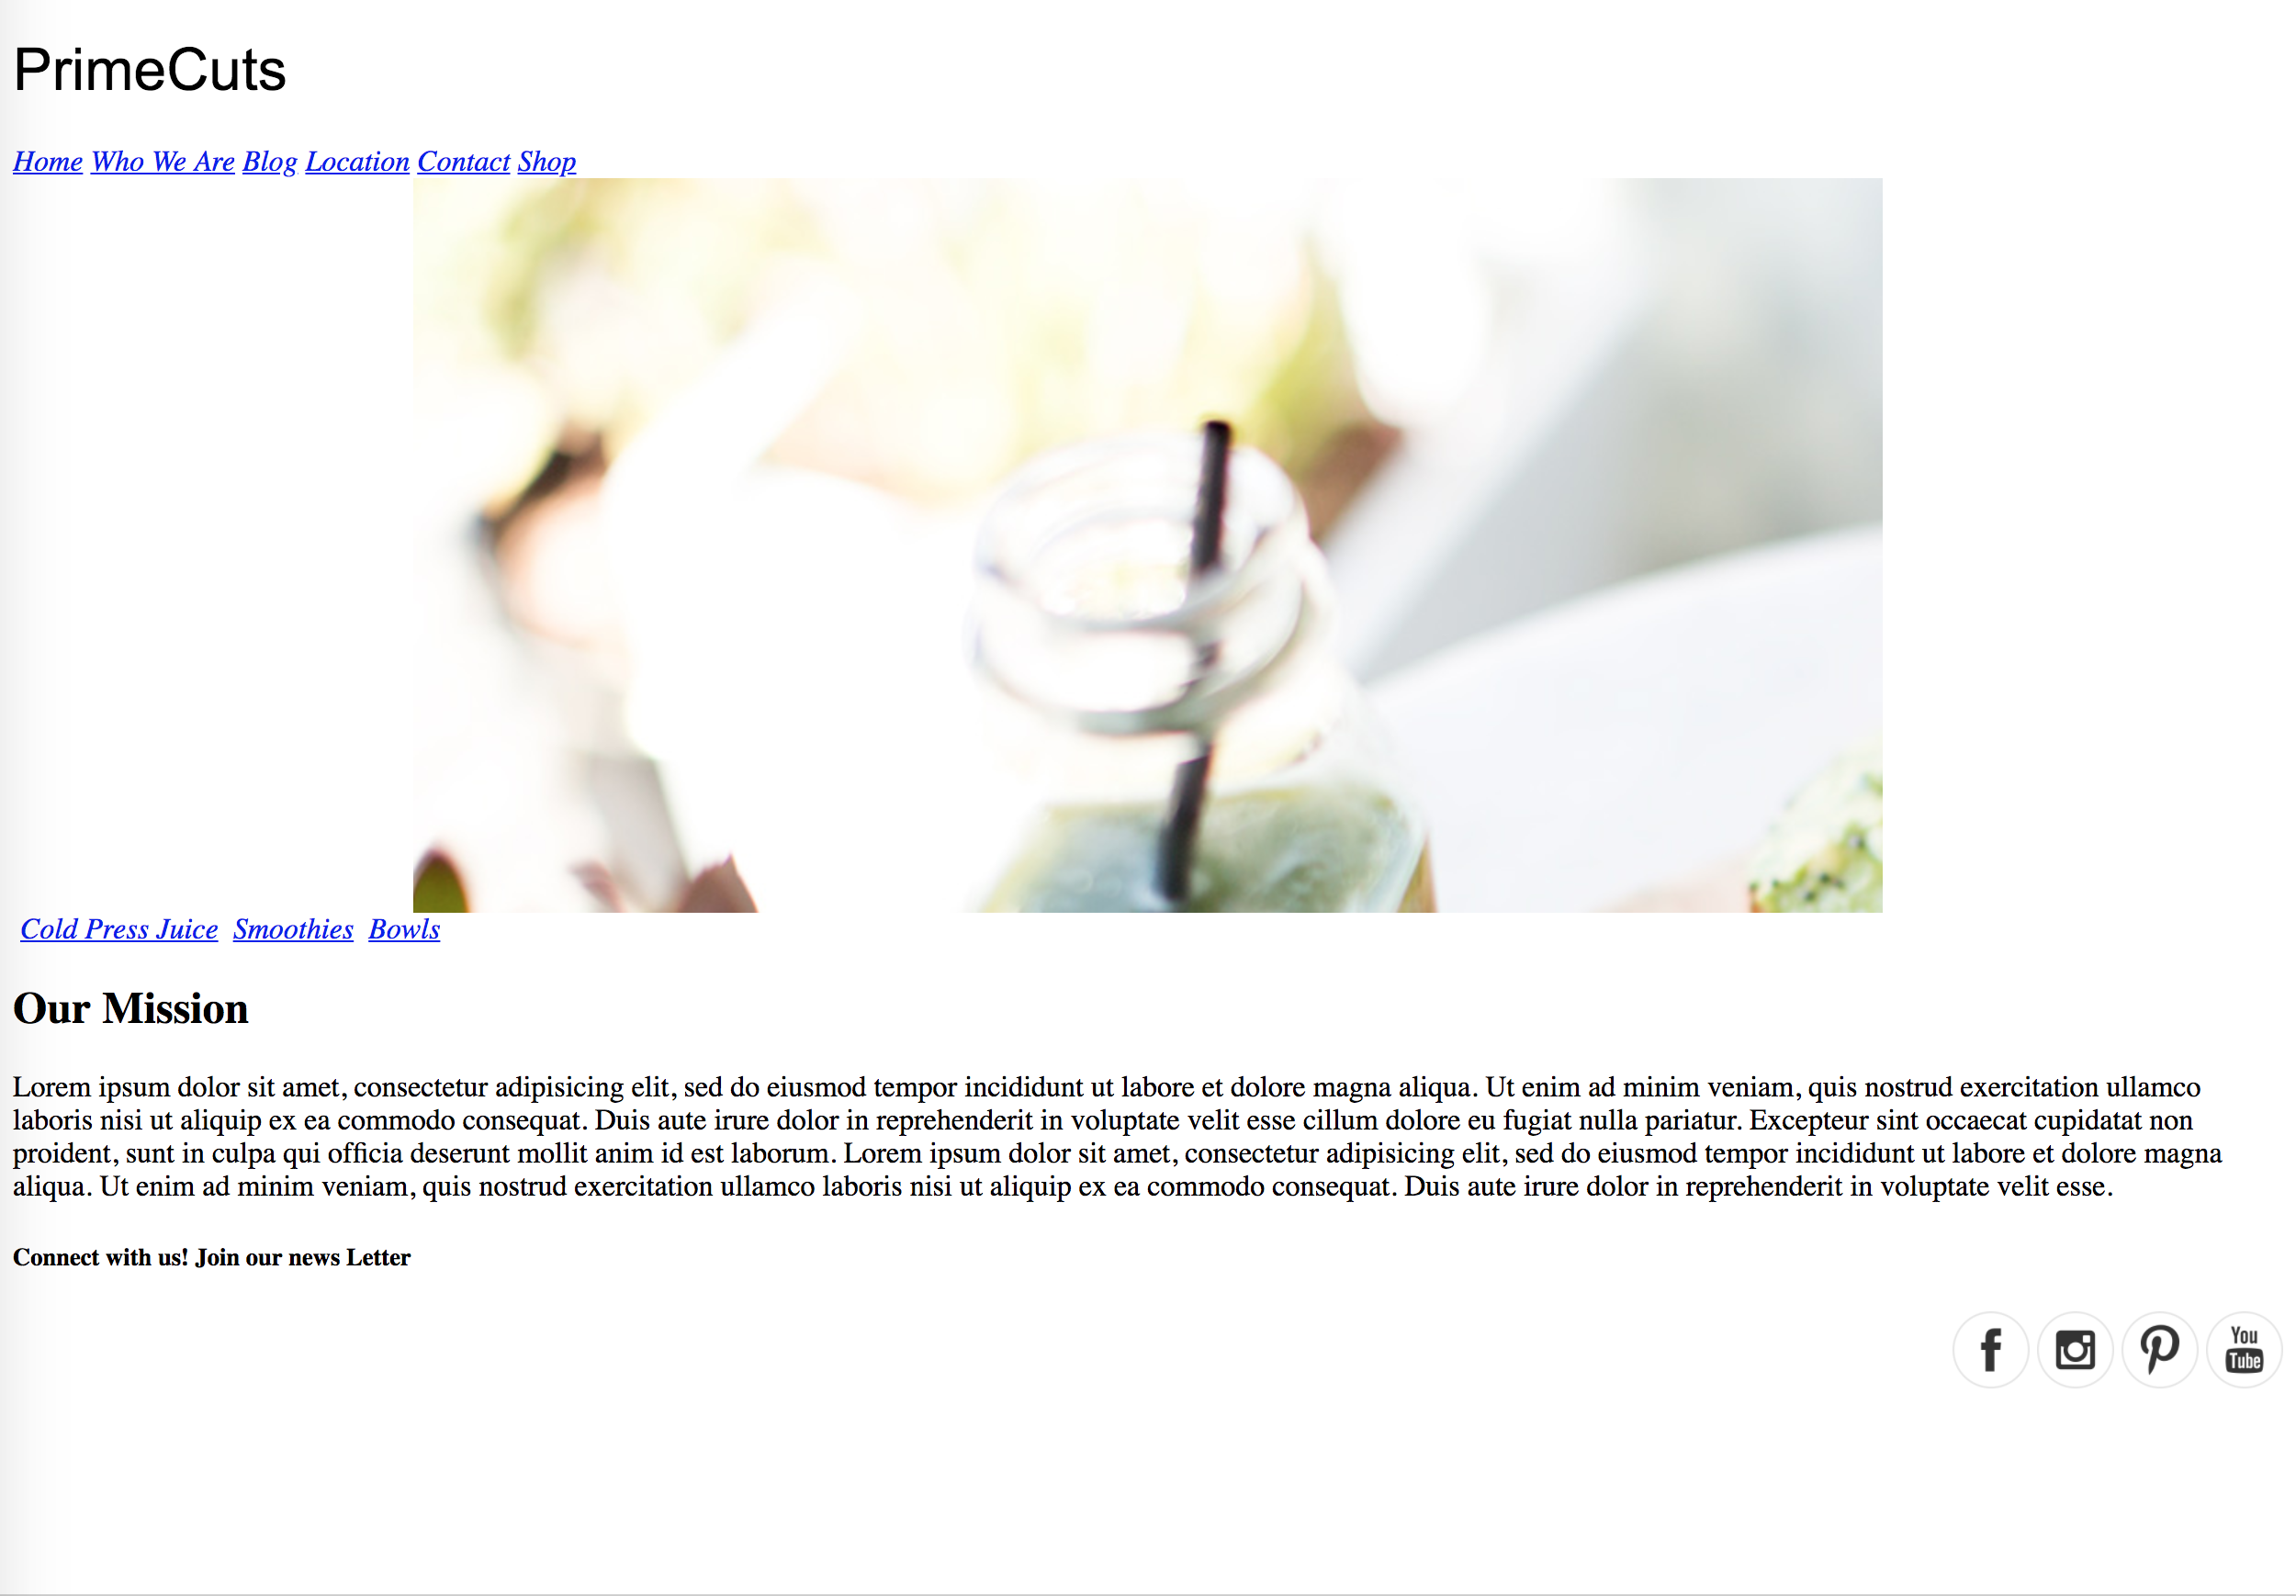 PrimeCuts
Home Who We Are Blog Location Contact Shop
Cold Press Juice Smoothies Bowls
Our Mission
Lorem ipsum dolor sit amet, consectetur adipisicing elit, sed do eiusmod tempor incididunt ut labore et dolore magna aliqua. Ut enim ad minim veniam, quis nostrud exercitation ullamco
laboris nisi ut aliquip ex ea commodo consequat. Duis aute irure dolor in reprehenderit in voluptate velit esse cillum dolore eu fugiat nulla pariatur. Excepteur sint occaecat cupidatat non
proident, sunt in culpa qui officia deserunt mollit anim id est laborum. Lorem ipsum dolor sit amet, consectetur adipisicing elit, sed do eiusmod tempor incididunt ut labore et dolore magna
aliqua. Ut enim ad minim veniam, quis nostrud exercitation ullamco laboris nisi ut aliquip ex ea commodo consequat. Duis aute irure dolor in reprehenderit in voluptate velit esse.
Connect with us! Join our news Letter
You
Tube